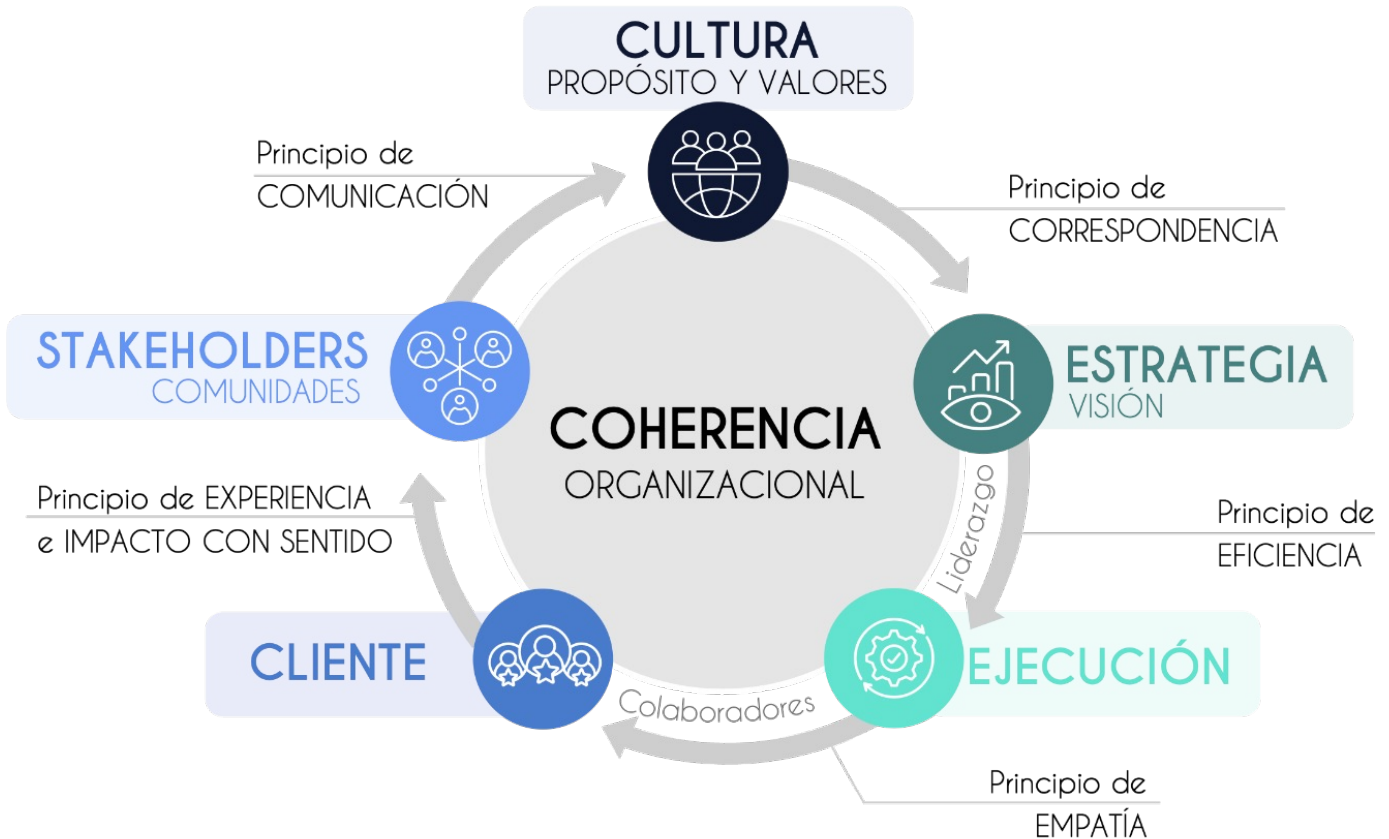 CULTURA
PROPÓSITO Y VALORES
Principio de
COMUNICACIÓN
Principio de
CORRESPONDENCIA
STAKEHOLDERS
COMUNIDADES
ESTRATEGIA
VISIÓN
COHERENCIA
ORGANIZACIONAL
Liderazgo
Principio de EXPERIENCIA
e IMPACTO CON SENTIDO
Principio de
EFICIENCIA
CLIENTE
EJECUCIÓN
Colaboradores
Principio de
EMPATÍA